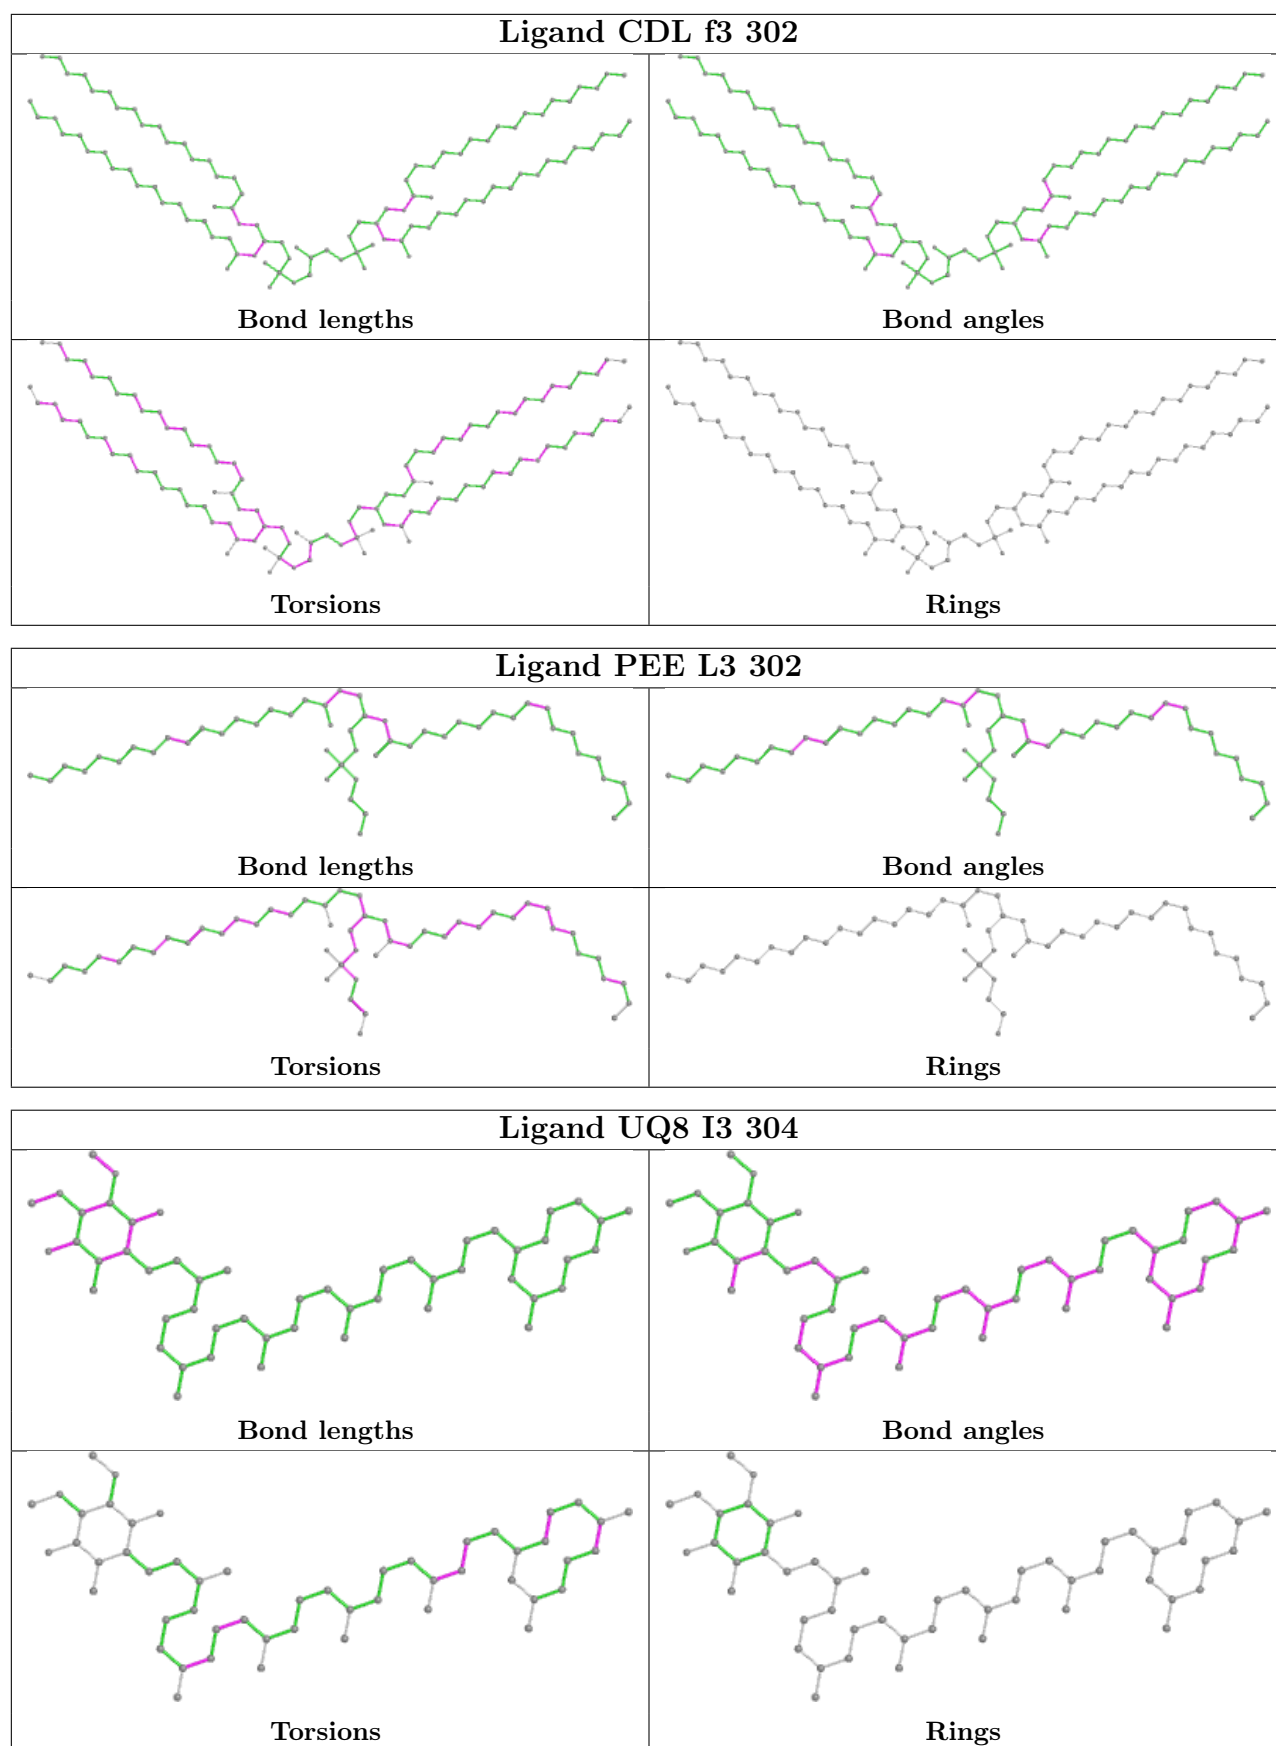 Ligand CDL f3 302
Bond lengths
Bond angles
Torsions
Rings
Ligand PEE L3 302
Bond lengths
Bond angles
Torsions
Rings
Ligand UQ8 I3 304
Bond lengths
Bond angles
Torsions
Rings